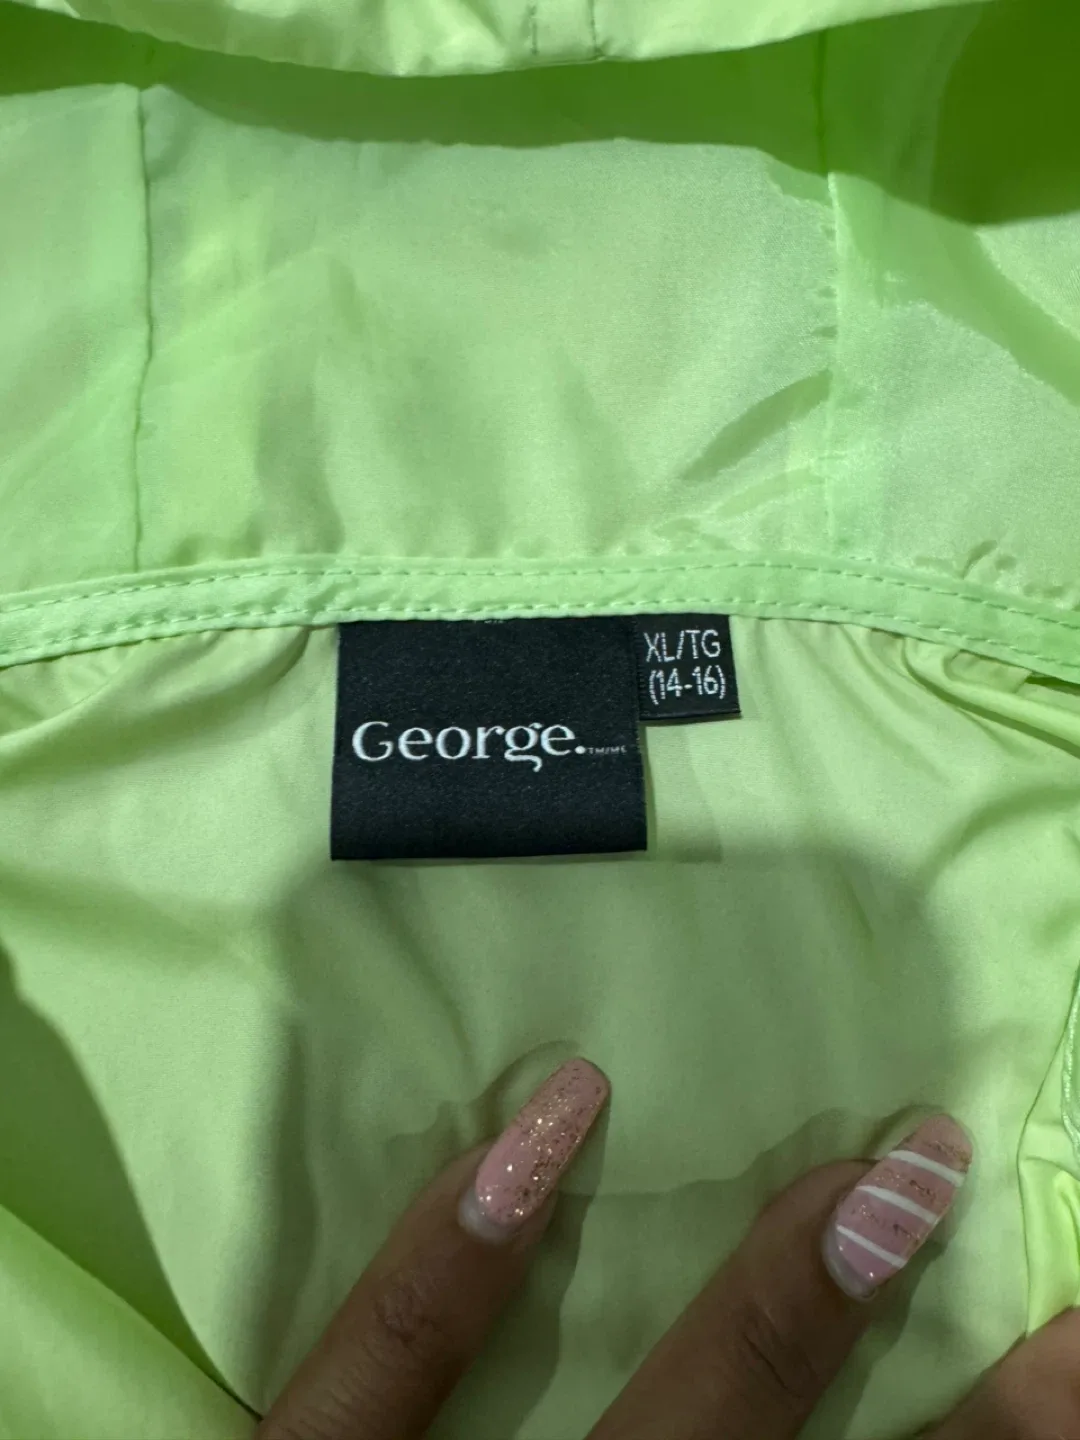 George.
XL/TG
(14-16)